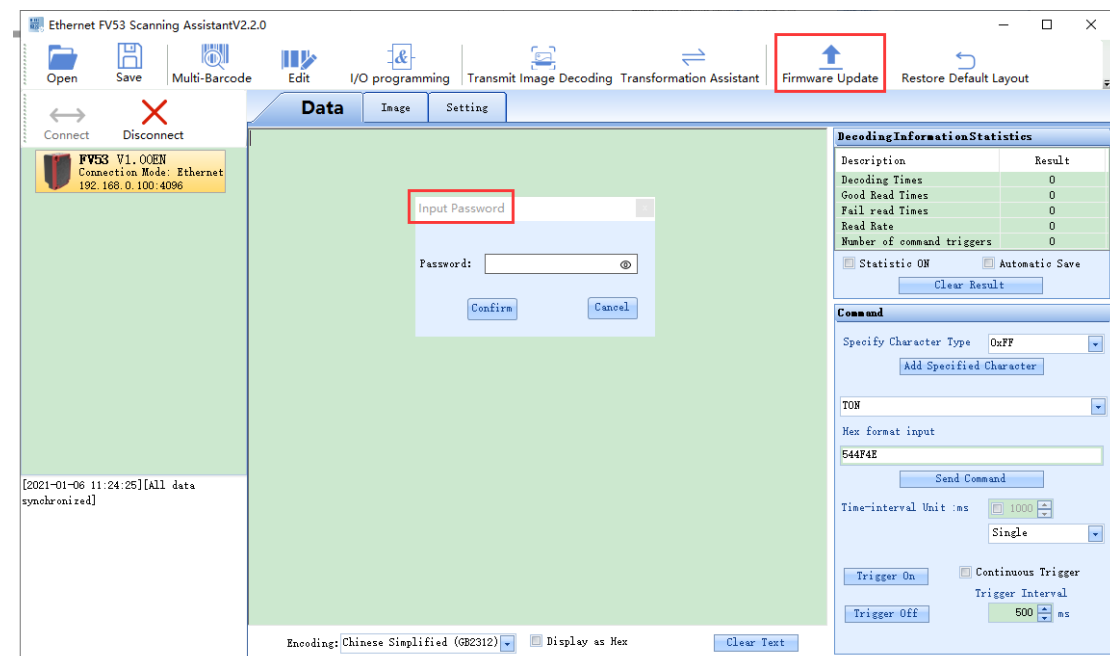 Ethernet FV53 Scanning AssistantV2.2.0
Open Save Multi-Barcode Edit I/O programming Transmit Image Decoding Transformation Assistant Firmware Update Restore Default Layout
Connect Disconnect
Data Image Setting
FV53 V1.00EN
Connection Mode: Ethernet
192.168.0.100:4096
[2021-01-06 11:24:25][All data
synchronized]
Input Password
Password:
Confirm Cancel
Encoding: Chinese Simplified (GB2312) Display as Hex Clear Text
DecodingInformationStatistics
Description Result
Decoding Times 0
Good Read Times 0
Fail read Times 0
Read Rate 0
Number of command triggers 0
Statistic ON Automatic Save
Clear Result
Command
Specify Character Type 0xFF
Add Specified Character
TON
Hex format input
544F4E
Send Command
Time-interval Unit :ms 1000
Single
Trigger On Continuous Trigger
Trigger Interval
Trigger Off 500 ms